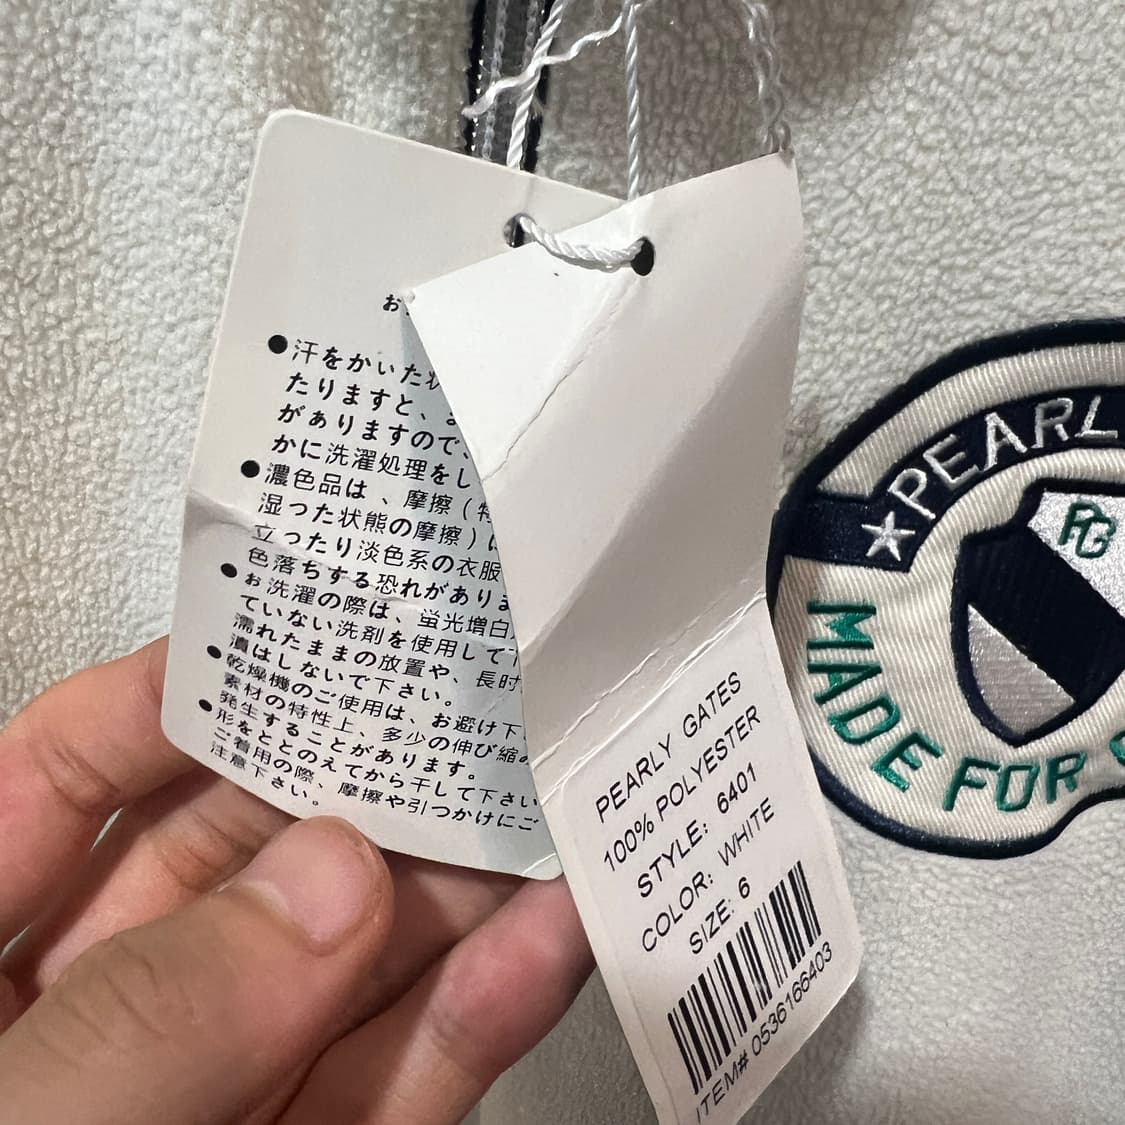 お
●汗をかいた状
たりますと、
がありますので、
かに洗濯処理をし
●濃色品は、摩擦(特
湿った状態の摩擦)に
立ったり淡色系の衣服
色落ちする恐れがありま
●お洗濯の際は、蛍光増白
ていない洗剤を使用して下
濡れたままの放置や、長時
漬はしないで下さい。
●乾燥機のご使用は、お避け下
素材の特性上、多少の伸び縮み
●発生することがあります。
形をととのえてから干して下さい
ご着用の際、摩擦や引つかけにご
注意下さい。
PEARLY GATES
100% POLYESTER
STYLE: 6401
COLOR: WHITE
SIZE: 6
ITEM# 0536166403
★PEARLY
PG
MADE FOR